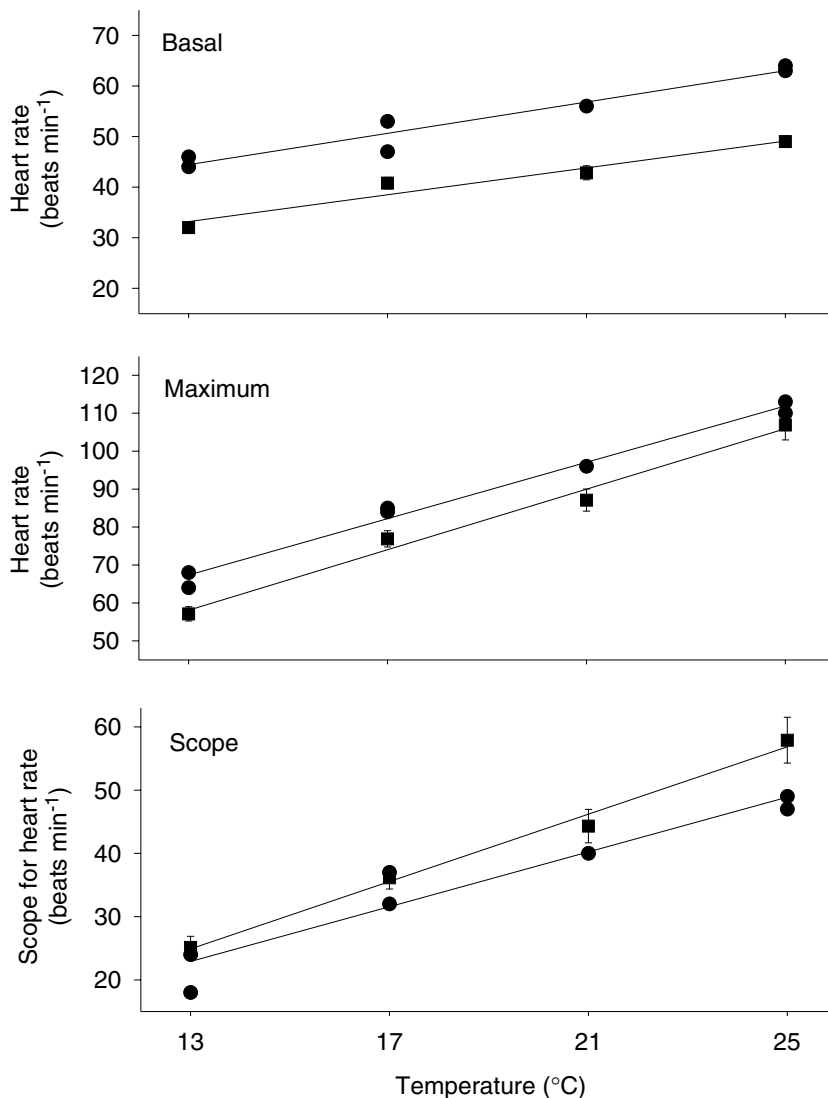 Basal
Heart rate
(beats min⁻¹)
70
60
50
40
30
20
Maximum
Heart rate
(beats min⁻¹)
120
110
100
90
80
70
60
50
Scope
Scope for heart rate
(beats min⁻¹)
60
50
40
30
20
13 17 21 25
Temperature (°C)